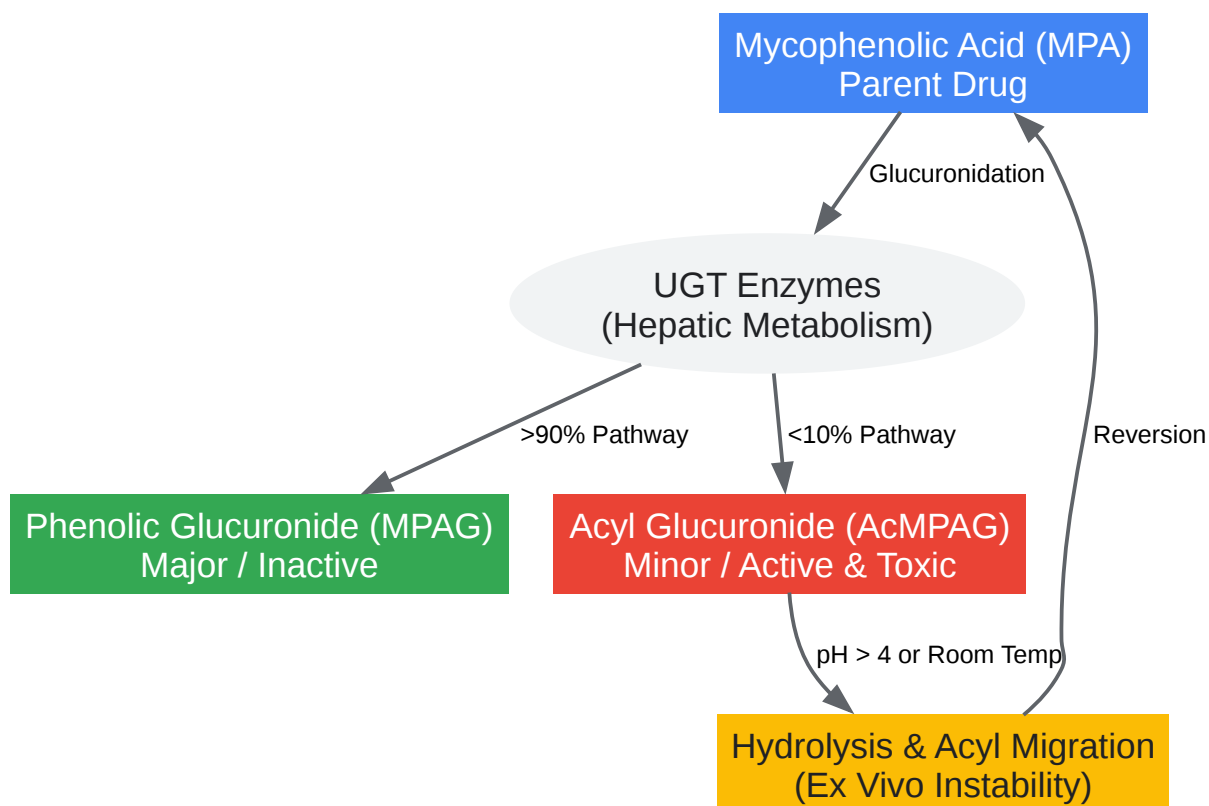 Mycophenolic Acid (MPA)
Parent Drug
Glucuronidation
UGT Enzymes
(Hepatic Metabolism)
>90% Pathway
<10% Pathway
Reversion
Phenolic Glucuronide (MPAG)
Major / Inactive
Acyl Glucuronide (AcMPAG)
Minor / Active & Toxic
pH > 4 or Room Temp
Hydrolysis & Acyl Migration
(Ex Vivo Instability)